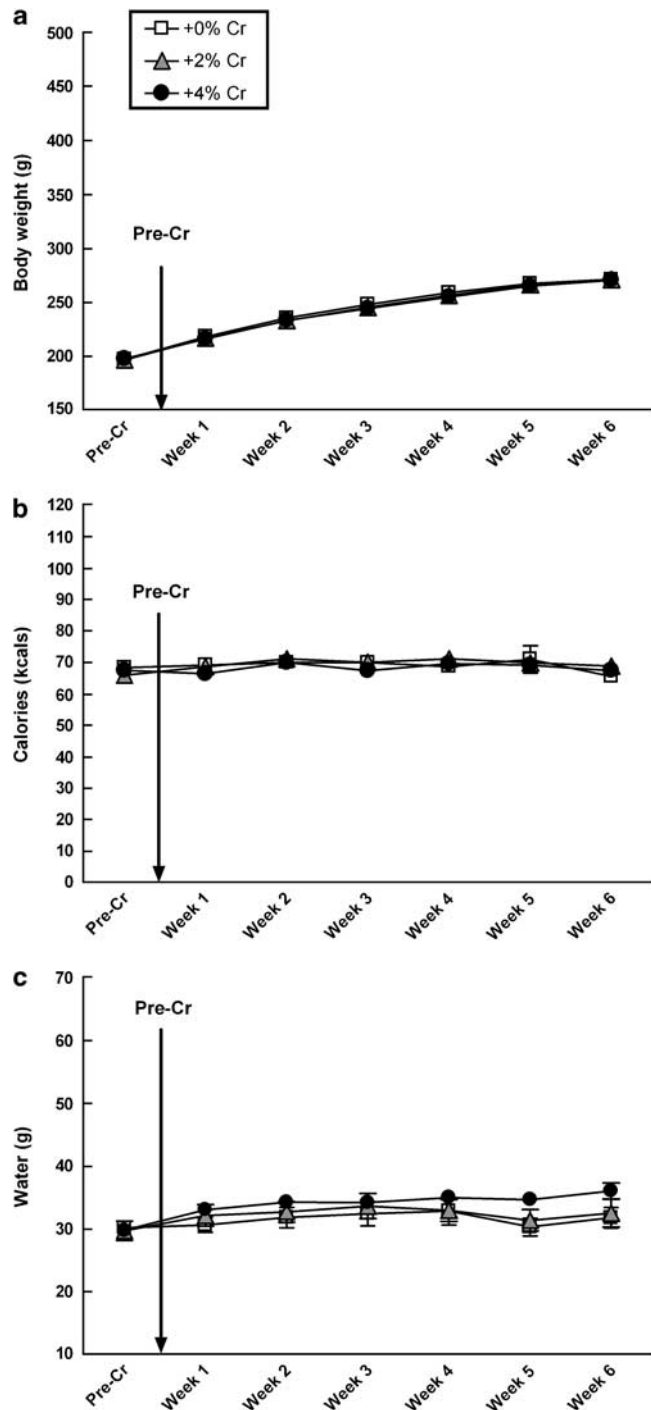 a
+0% Cr
+2% Cr
+4% Cr
500
450
400
350
300
250
200
150
Body weight (g)
Pre-Cr
Pre-Cr
Week 1
Week 2
Week 3
Week 4
Week 5
Week 6
b
120
110
100
90
80
70
60
50
40
30
20
10
0
Calories (kcals)
Pre-Cr
Pre-Cr
Week 1
Week 2
Week 3
Week 4
Week 5
Week 6
c
70
60
50
40
30
20
10
Water (g)
Pre-Cr
Pre-Cr
Week 1
Week 2
Week 3
Week 4
Week 5
Week 6